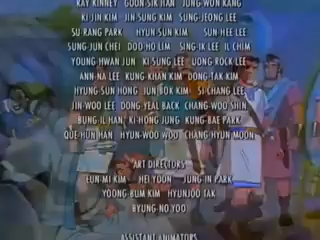 RAY KINNEY   GOON-SIK HAN   JUNG-WON KANG
KI-JIN KIM   JIN SUNG KIM   SUNG-JEONG LEE
SU-RANG PARK   HYUN SUN KIM   SUN-HEE LEE
SUNG-JUN CHEI   DOO-HO LIM   SING-IK LEE   IL CHIM
YOUNG HWAN JUN   KI SUNG LEE   UONG ROCK LEE
ANN-NA LEE   KUNG KHAN KIM   DONG-TAK KIM
HYUNG-SUN HONG   JUN BOK KIM   SI-CHANG LEE
JIN-WOO LEE   DONG YEAL BACK   CHANG-WOO SHIN
BUNG-IL HAN   KI-HONG JUNG   KUNG-BAE PARK
QUE-HUN HAN   HYUN-WOO WOO   CHANG-HYUN MOON
ART DIRECTORS
EUN-MI KIM   HEI YOON   JUNG-IN PARK
YOONG BUM KIM   HYUNJOO TAK
BYUNG-NO YOO
ASSISTANT ANIMATORS